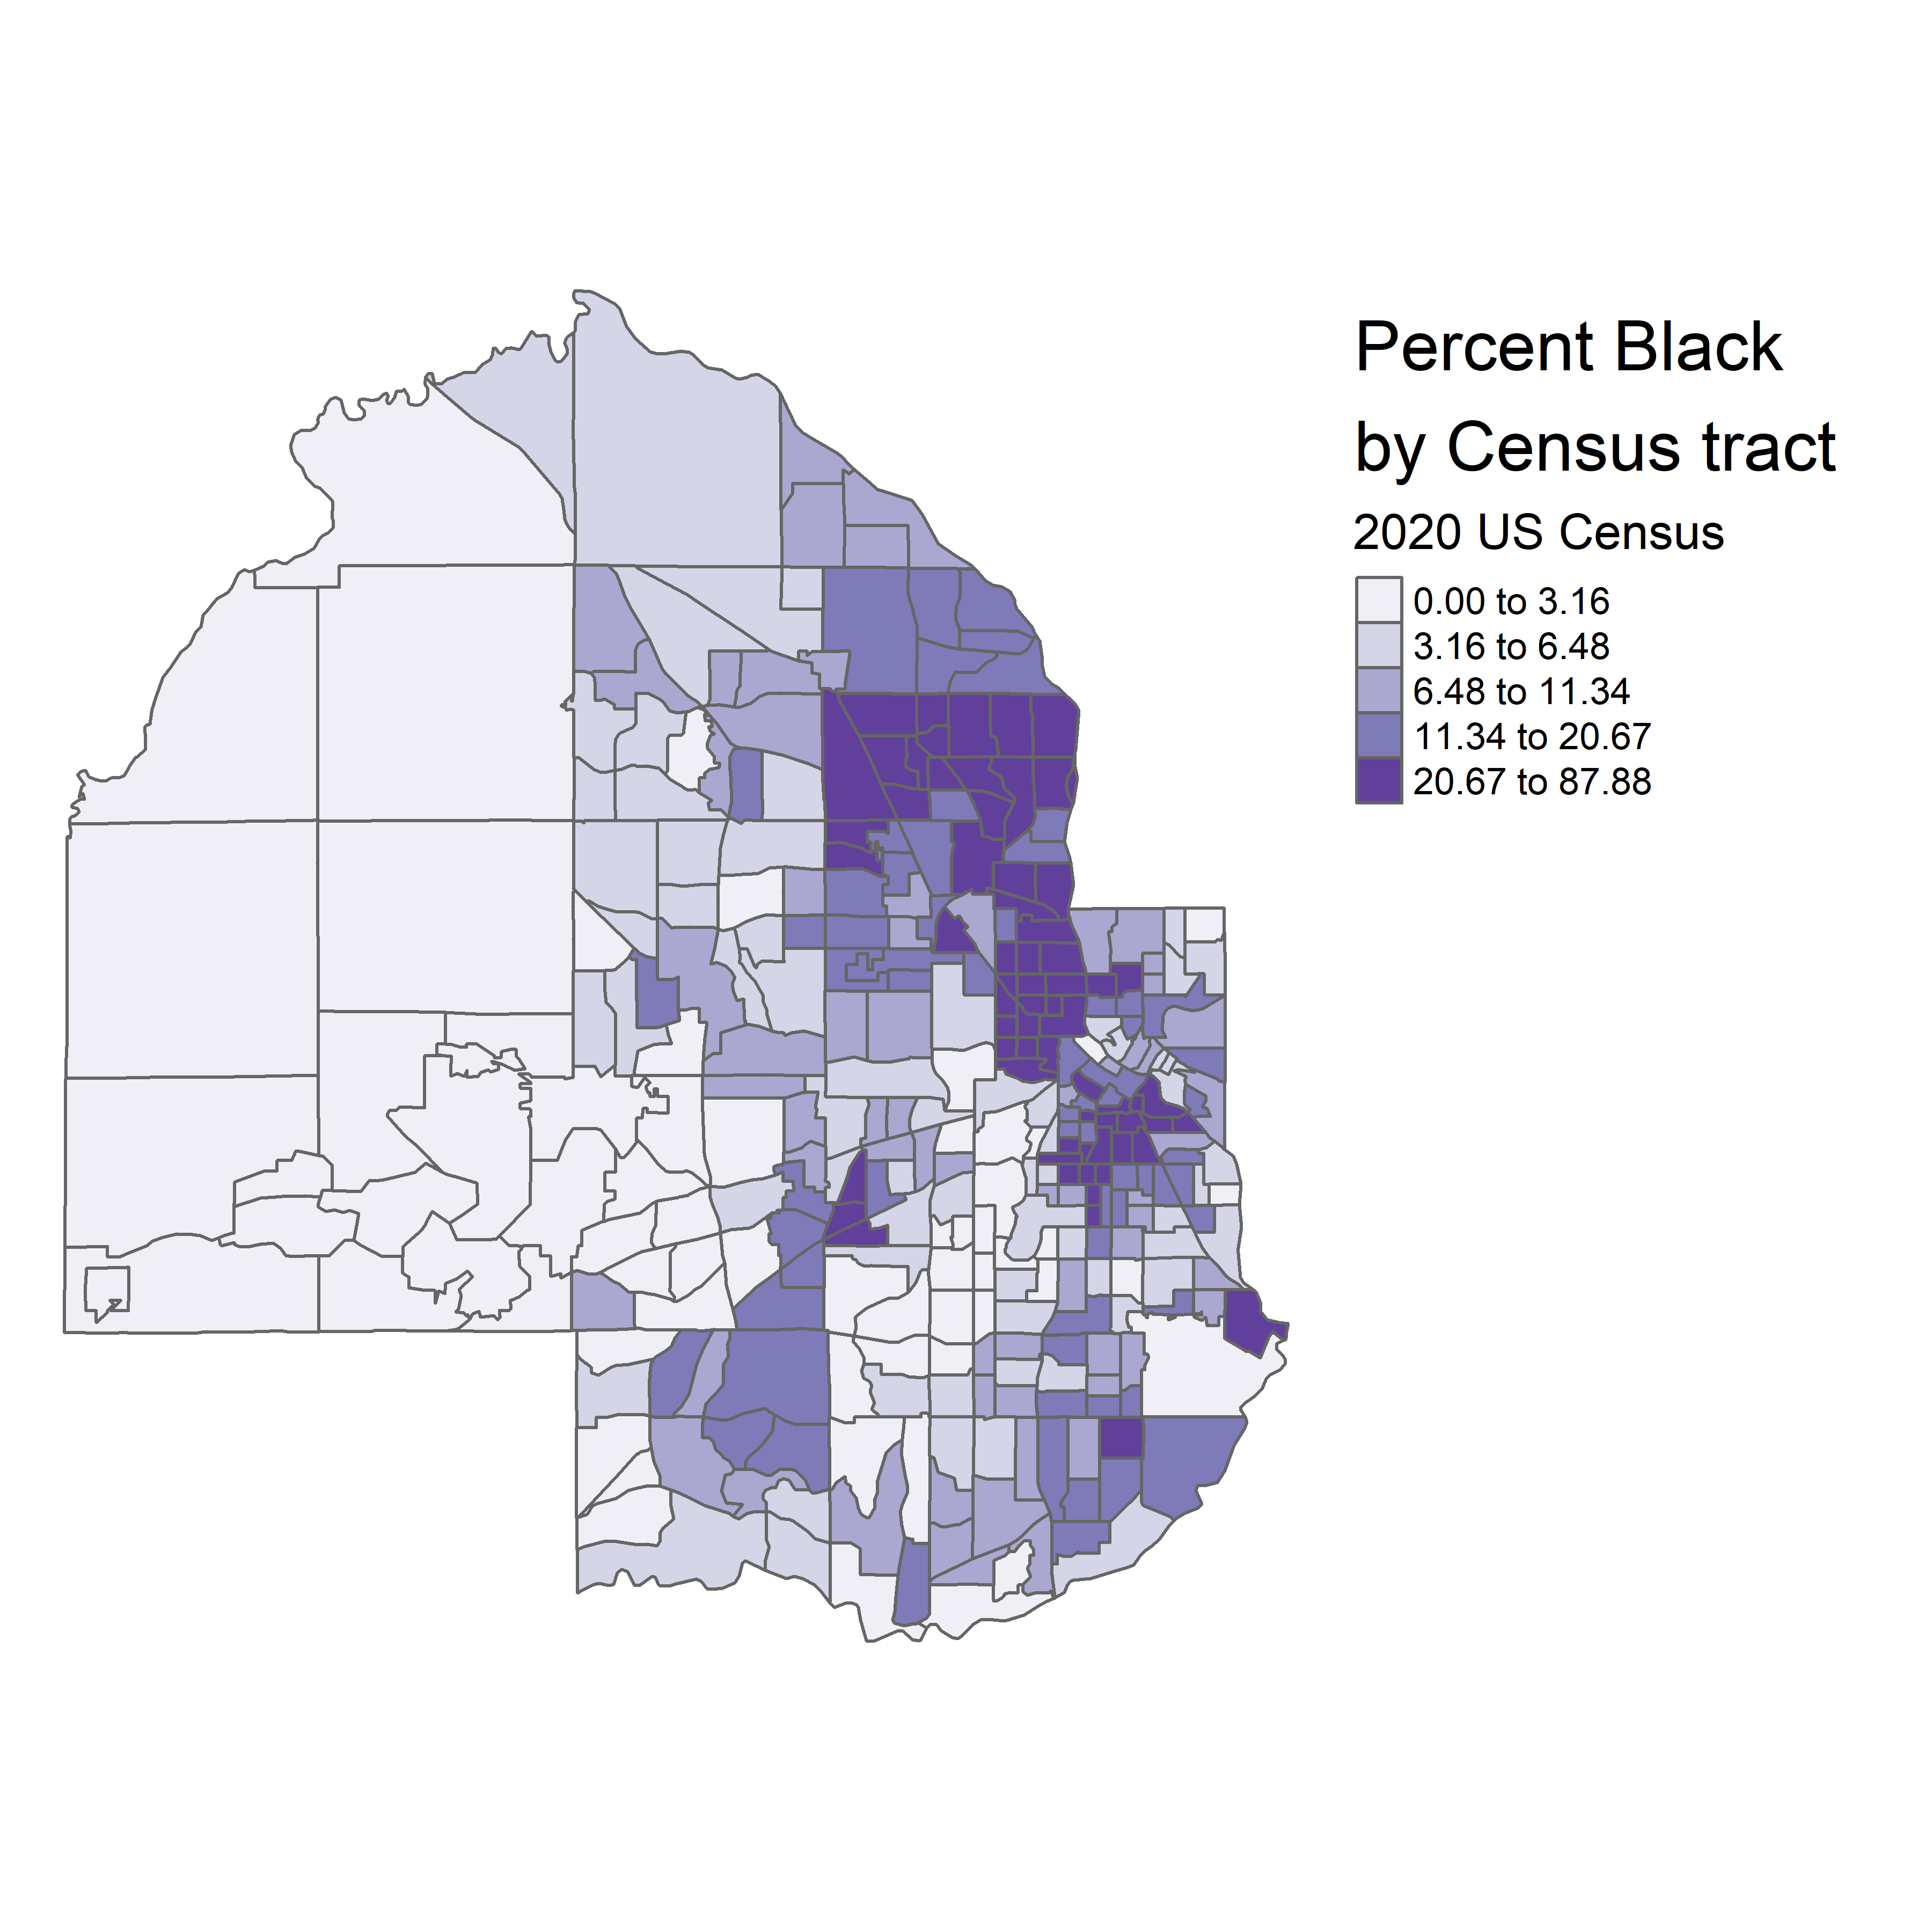 Percent Black
by Census tract
2020 US Census
0.00 to 3.16
3.16 to 6.48
6.48 to 11.34
11.34 to 20.67
20.67 to 87.88